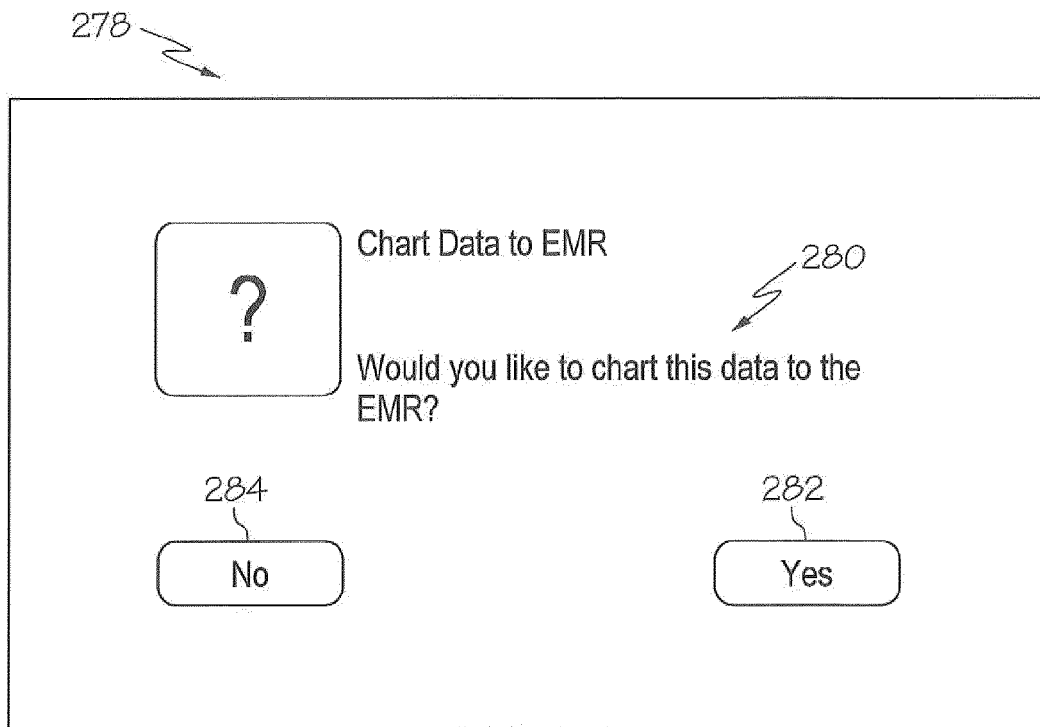 278
?
Chart Data to EMR
280
Would you like to chart this data to the
EMR?
284
282
No
Yes